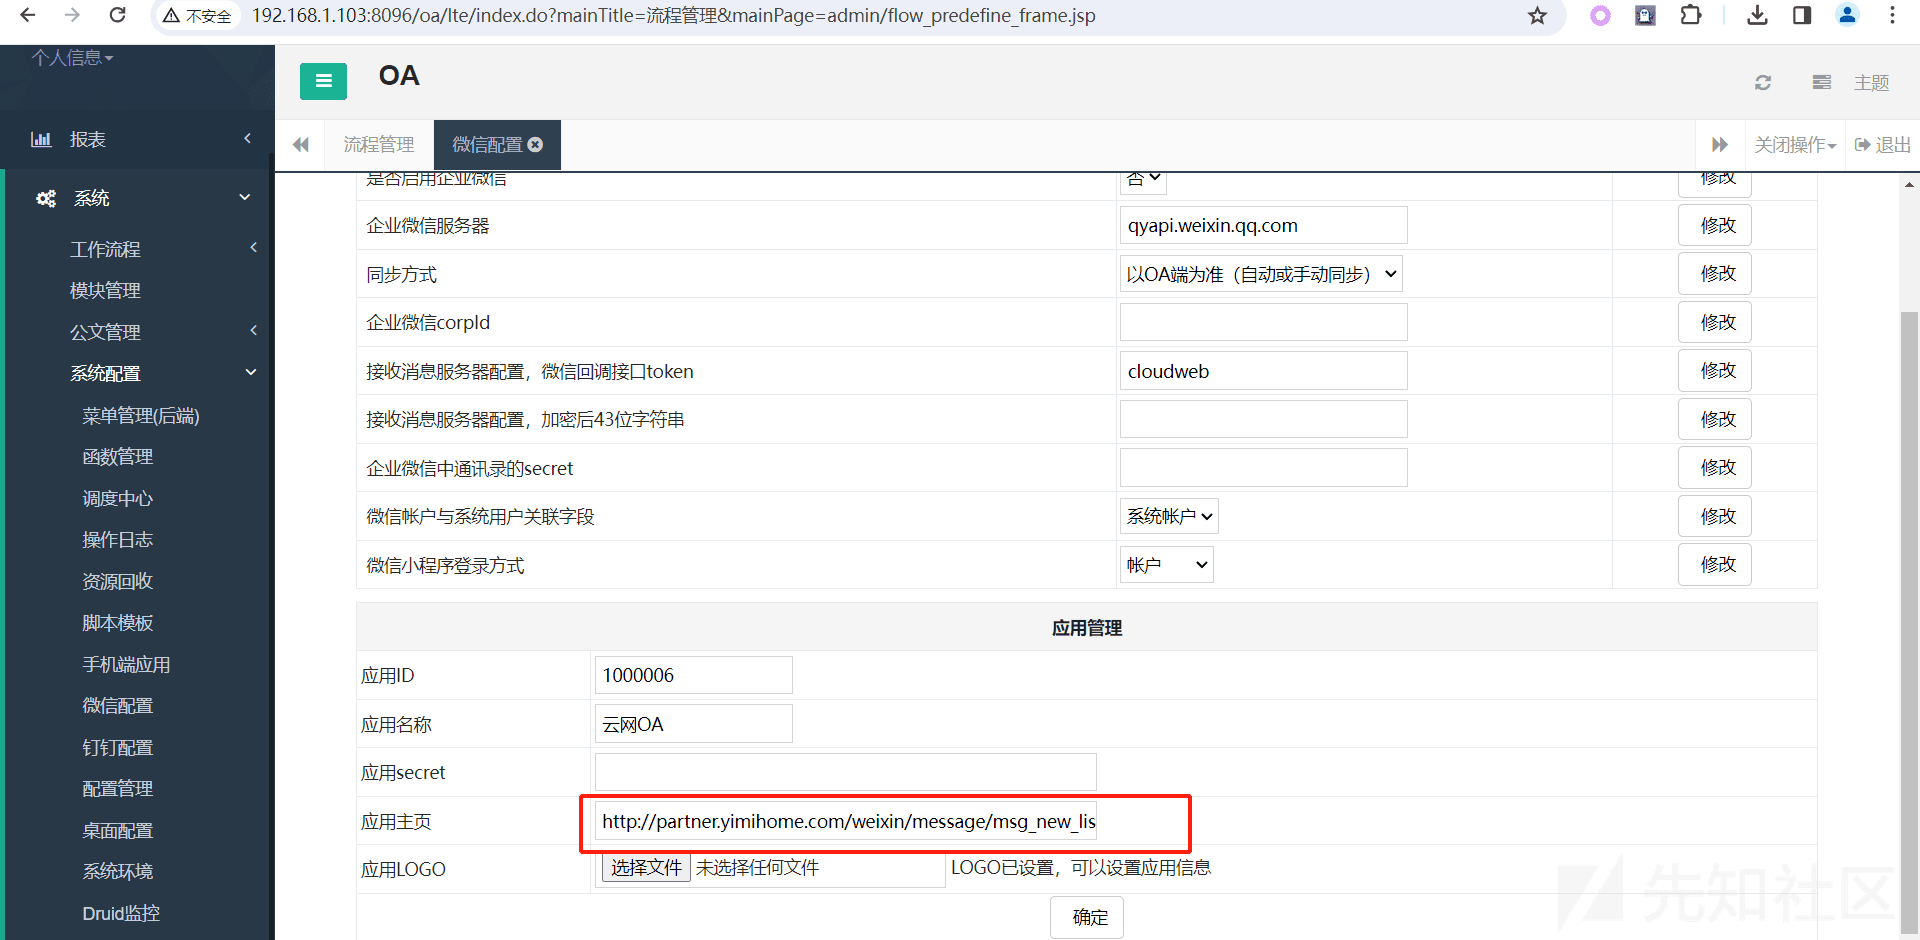 不安全 192.168.1.103:8096/oa/lte/index.do?mainTitle=流程管理&mainPage=admin/flow_predefine_frame.jsp
个人信息
OA
主题
报表
流程管理 微信配置 关闭操作 退出
系统
是否启用企业微信 否 修改
企业微信服务器 qyapi.weixin.qq.com 修改
工作流程
同步方式 以OA端为准（自动或手动同步） 修改
模块管理
企业微信corpId 修改
公文管理
接收消息服务器配置，微信回调接口token cloudweb 修改
系统配置
接收消息服务器配置，加密后43位字符串 修改
菜单管理(后端)
企业微信中通讯录的secret 修改
函数管理
调度中心
微信帐户与系统用户关联字段 系统帐户 修改
操作日志
微信小程序登录方式 帐户 修改
资源回收
脚本模板
应用管理
手机端应用
应用ID 1000006
微信配置
应用名称 云网OA
钉钉配置
应用secret
配置管理
应用主页 http://partner.yimihome.com/weixin/message/msg_new_lis
桌面配置
应用LOGO 选择文件 未选择任何文件 LOGO已设置，可以设置应用信息
系统环境
Druid监控
确定
先知社区